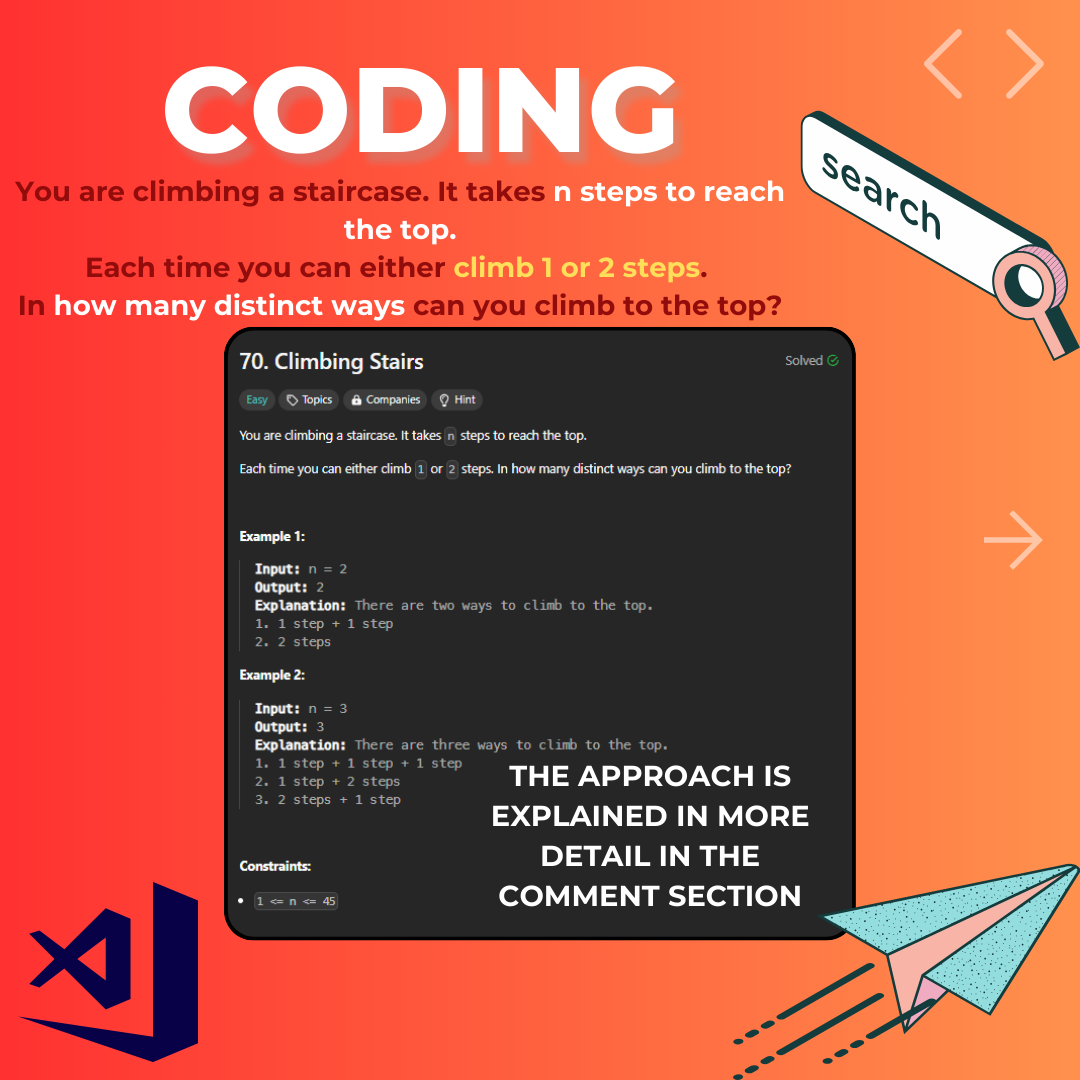 CODING
You are climbing a staircase. It takes n steps to reach
the top.
Each time you can either climb 1 or 2 steps.
In how many distinct ways can you climb to the top?
search
70. Climbing Stairs
Solved
Easy Topics Companies Hint
You are climbing a staircase. It takes n steps to reach the top.
Each time you can either climb 1 or 2 steps. In how many distinct ways can you climb to the top?
Example 1:
Input: n = 2
Output: 2
Explanation: There are two ways to climb to the top.
1. 1 step + 1 step
2. 2 steps
Example 2:
Input: n = 3
Output: 3
Explanation: There are three ways to climb to the top.
1. 1 step + 1 step + 1 step
2. 1 step + 2 steps
3. 2 steps + 1 step
THE APPROACH IS
EXPLAINED IN MORE
DETAIL IN THE
COMMENT SECTION
Constraints:
• 1 <= n <= 45